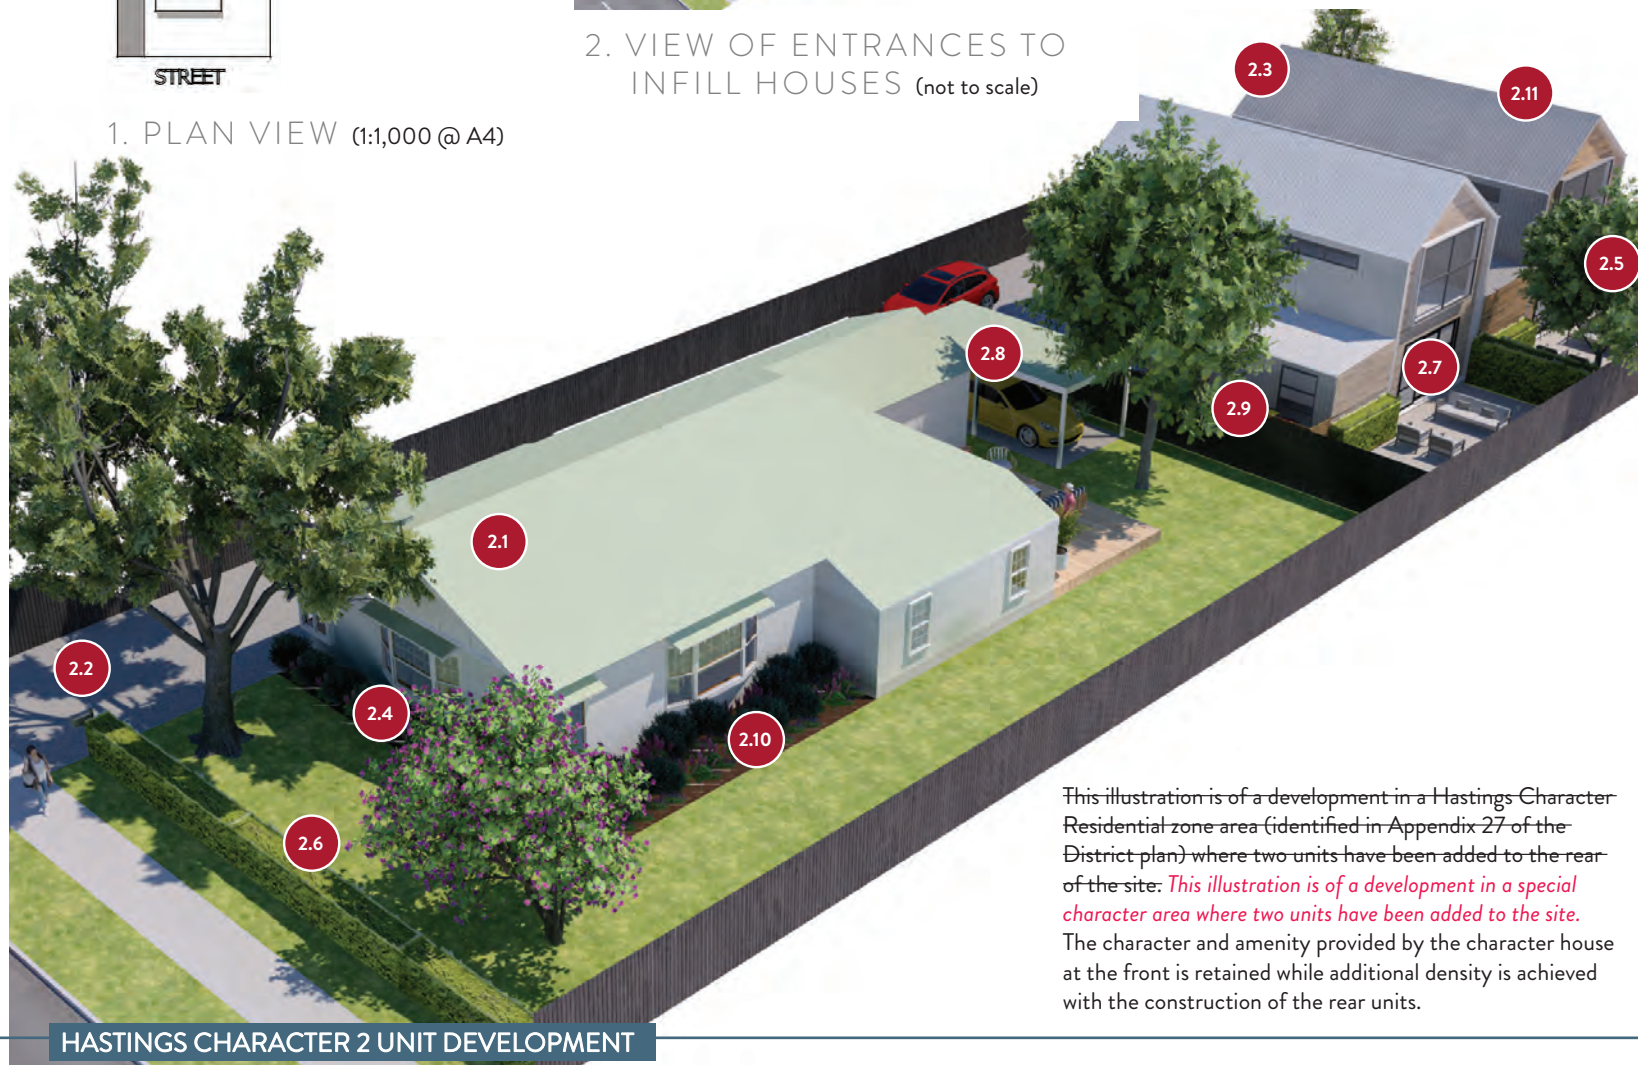 STREET
1. PLAN VIEW (1:1,000 @ A4)
2. VIEW OF ENTRANCES TO
INFILL HOUSES (not to scale)
2.3
2.11
2.5
2.8
2.7
2.9
2.1
2.2
2.4
2.10
2.6
This illustration is of a development in a Hastings Character
Residential zone area (identified in Appendix 27 of the
District plan) where two units have been added to the rear
of the site. This illustration is of a development in a special
character area where two units have been added to the site.
The character and amenity provided by the character house
at the front is retained while additional density is achieved
with the construction of the rear units.
HASTINGS CHARACTER 2 UNIT DEVELOPMENT